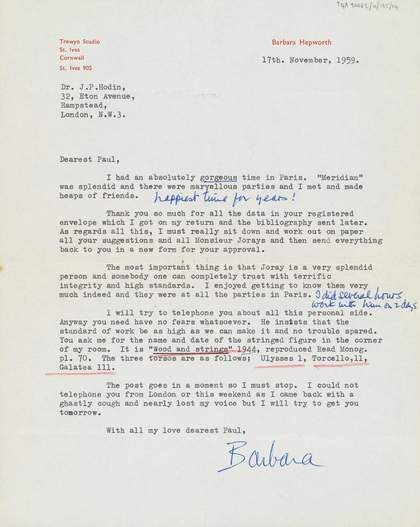 Trewyn Studio
St. Ives
Cornwall
St. Ives 905
Barbara Hepworth
17th. November, 1959.
Dr. J.P.Hodin,
32, Eton Avenue,
Hampstead,
London, N.W.3.
Dearest Paul,
I had an absolutely gorgeous time in Paris. "Meridian"
was splendid and there were marvellous parties and I met and made
heaps of friends. happiest time for years!
Thank you so much for all the data in your registered
envelope which I got on my return and the bibliography sent later.
As regards all this, I must really sit down and work out on paper
all your suggestions and all Monsieur Jorays and then send everything
back to you in a new form for your approval.
The most important thing is that Joray is a very splendid
person and somebody one can completely trust with terrific
integrity and high standards. I enjoyed getting to know them very
much indeed and they were at all the parties in Paris. I did several hours
work with him on 2 days
I will try to telephone you about all this personal side.
Anyway you need have no fears whatsoever. He insists that the
standard of work be as high as we can make it and no trouble spared.
You ask me for the name and date of the stringed figure in the corner
of my room. It is "Wood and strings" 1944, reproduced Head Monog.
pl. 70. The three torsos are as follows; Ulysses 1, Torcello,11,
Galatea 111.
The post goes in a moment so I must stop. I could not
telephone you from London or this weekend as I came back with a
ghastly cough and nearly lost my voice but I will try to get you
tomorrow.
With all my love dearest Paul,
Barbara